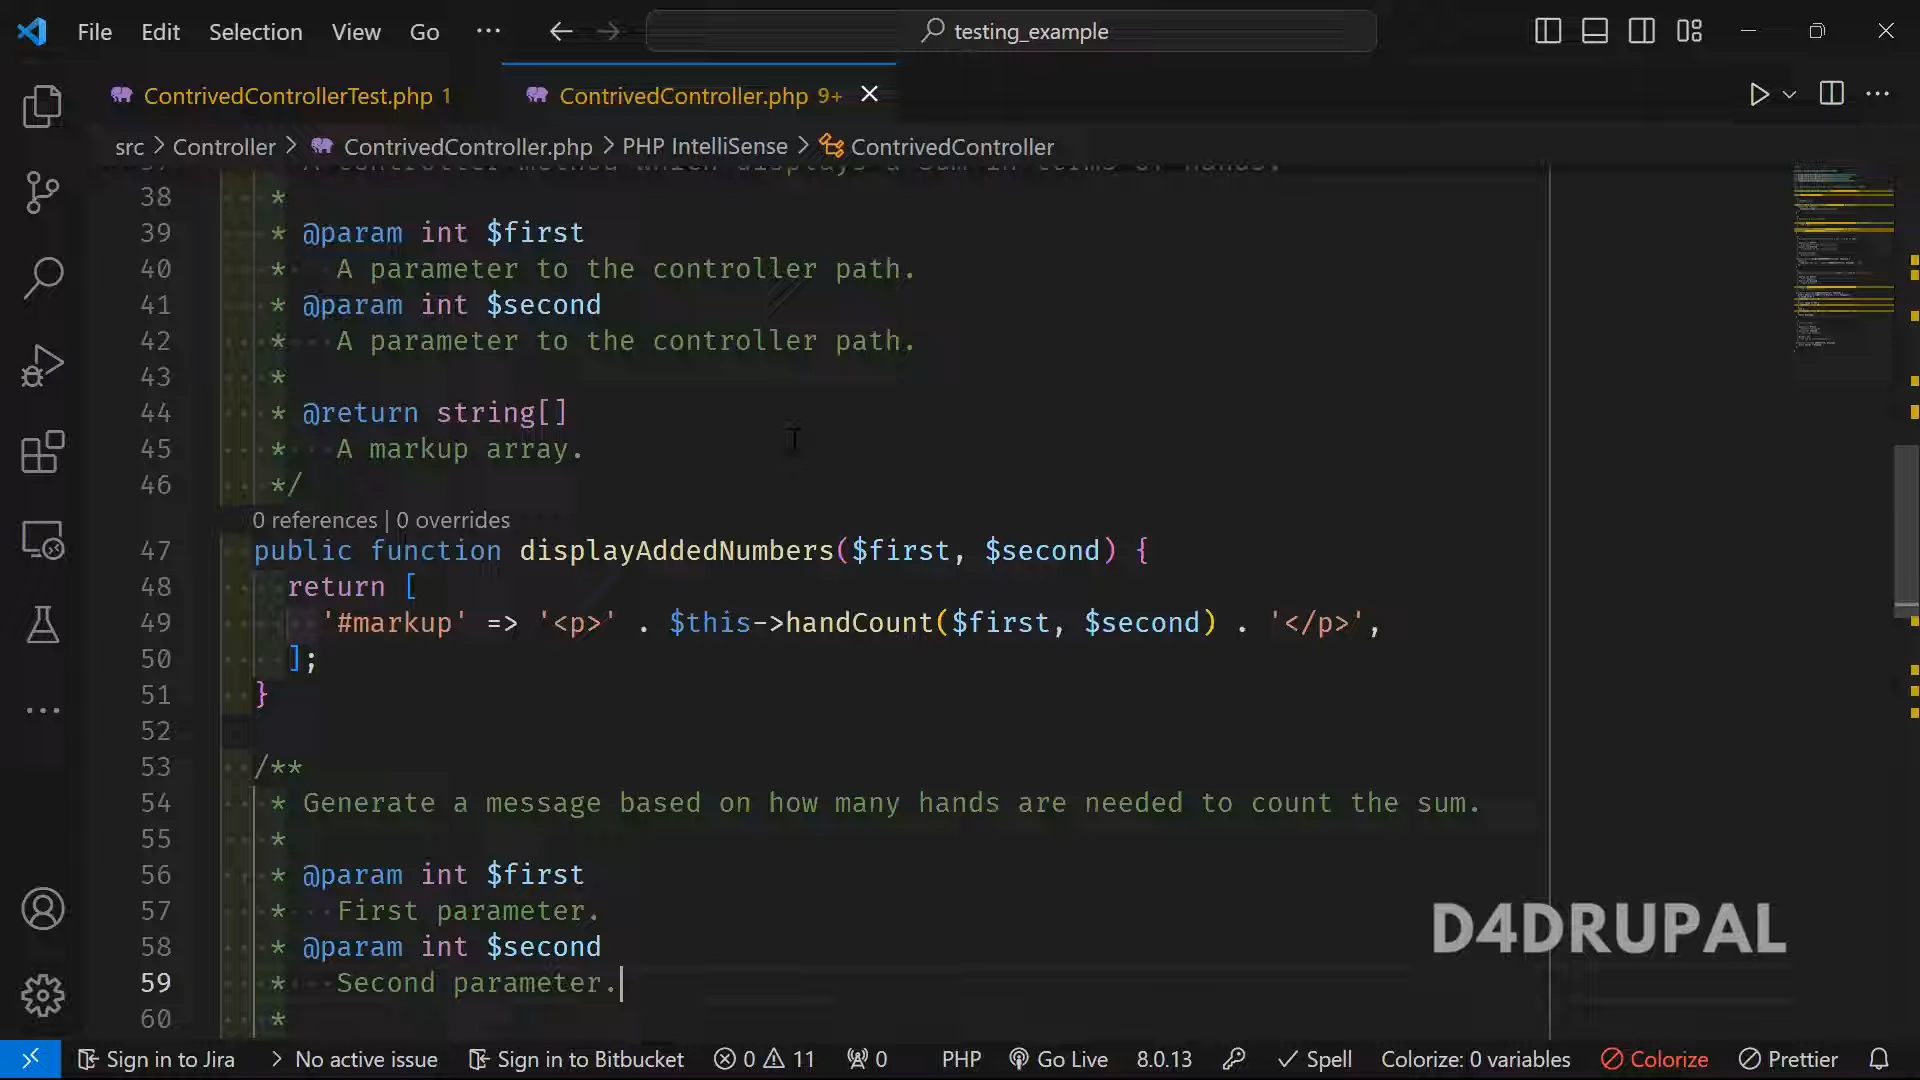 File Edit Selection View Go ··· testing_example
ContrivedControllerTest.php 1 ContrivedController.php 9+
src > Controller > ContrivedController.php > PHP IntelliSense > ContrivedController
38 *
39 * @param int $first
40 * A parameter to the controller path.
41 * @param int $second
42 * A parameter to the controller path.
43 *
44 * @return string[]
45 * A markup array.
46 */
0 references | 0 overrides
47 public function displayAddedNumbers($first, $second) {
48 return [
49 '#markup' => '<p>' . $this->handCount($first, $second) . '</p>',
50 ];
51 }
52
53 /**
54 * Generate a message based on how many hands are needed to count the sum.
55 *
56 * @param int $first
57 * First parameter.
58 * @param int $second
59 * Second parameter.
60 *
D4DRUPAL
Sign in to Jira > No active issue Sign in to Bitbucket 0 11 0 PHP Go Live 8.0.13 Spell Colorize: 0 variables Colorize Prettier